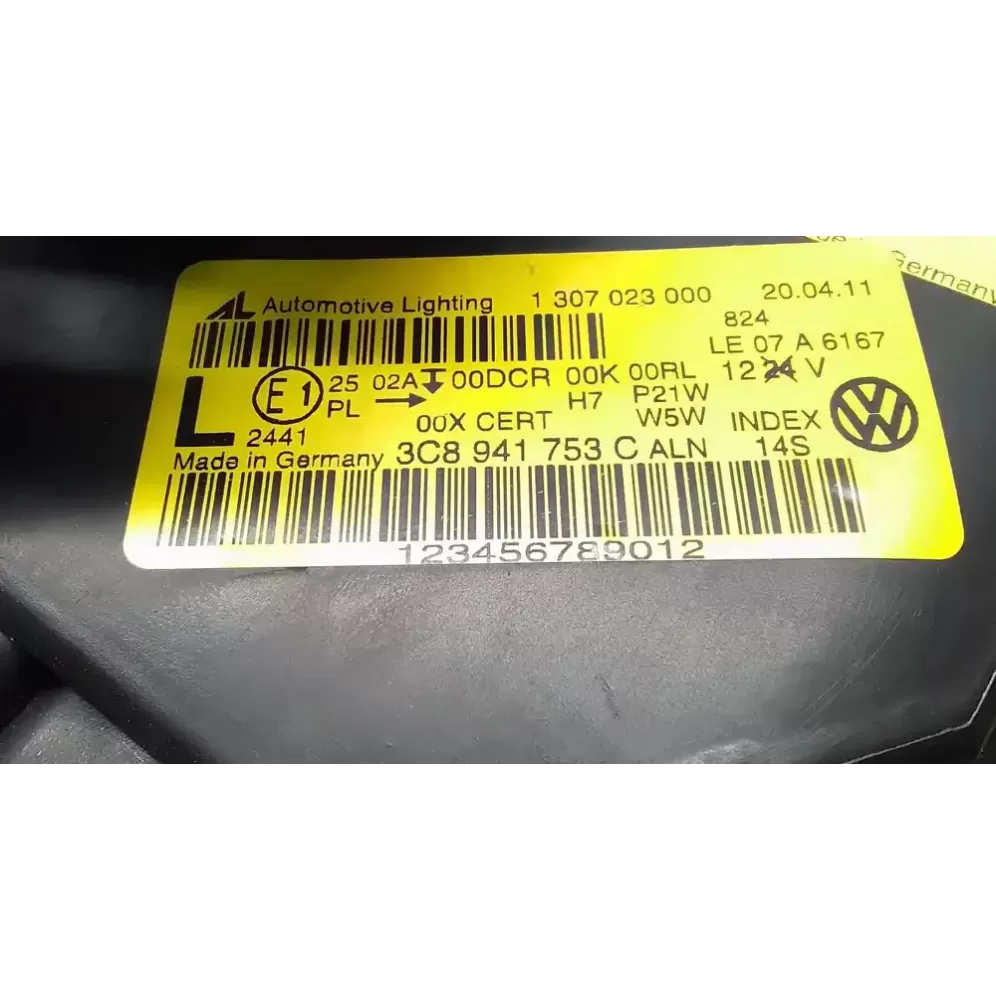 AL Automotive Lighting 1 307 023 000 20.04.11
824
LE 07 A 6167
L E1 25 02A 00DCR 00K 00RL 12 24 V
PL H7 P21W
2441 00X CERT W5W INDEX
Made in Germany 3C8 941 753 C ALN 14S
123456789012
Germany